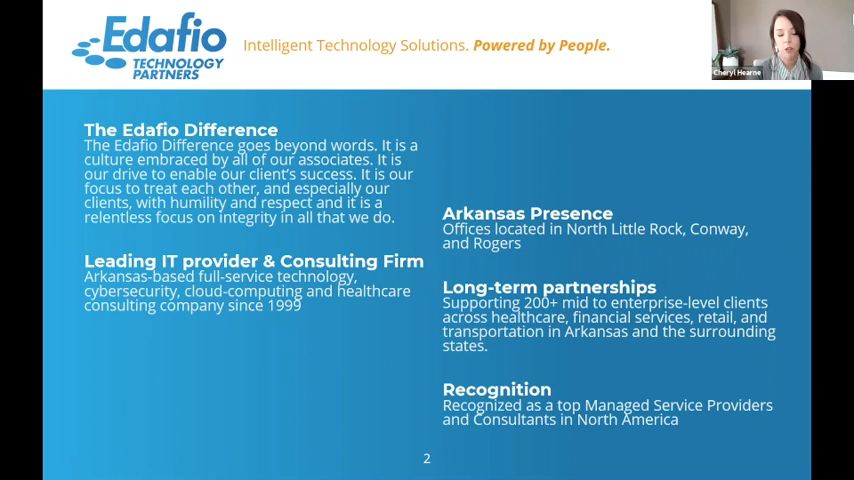 Edafio
TECHNOLOGY
PARTNERS
Intelligent Technology Solutions. Powered by People.
Cheryl Hearne
The Edafio Difference
The Edafio Difference goes beyond words. It is a
culture embraced by all of our associates. It is
our drive to enable our client's success. It is our
focus to treat each other, and especially our
clients, with humility and respect and it is a
relentless focus on integrity in all that we do.
Leading IT provider & Consulting Firm
Arkansas-based full-service technology,
cybersecurity, cloud-computing and healthcare
consulting company since 1999
Arkansas Presence
Offices located in North Little Rock, Conway,
and Rogers
Long-term partnerships
Supporting 200+ mid to enterprise-level clients
across healthcare, financial services, retail, and
transportation in Arkansas and the surrounding
states.
Recognition
Recognized as a top Managed Service Providers
and Consultants in North America
2